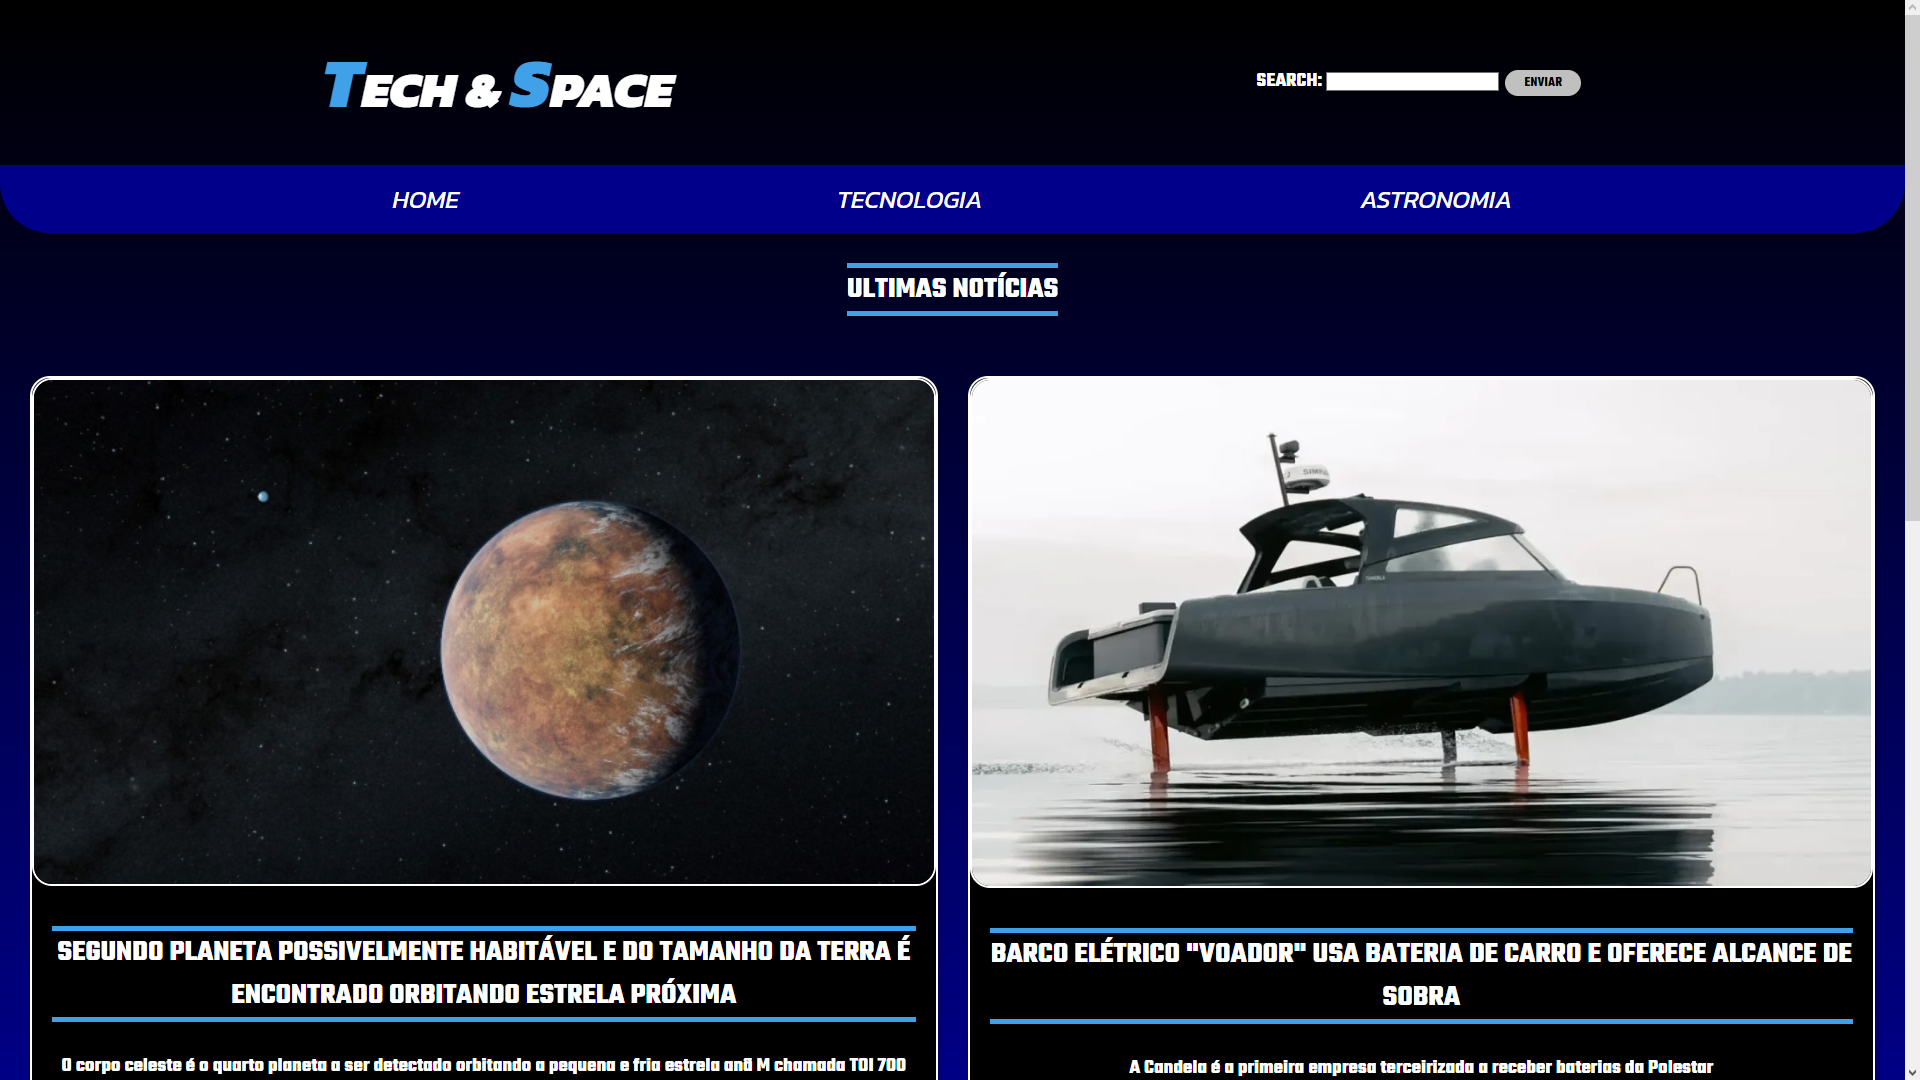 TECH & SPACE
SEARCH:
ENVIAR
HOME
TECNOLOGIA
ASTRONOMIA
ULTIMAS NOTÍCIAS
SIMRAD
CANDELA
SEGUNDO PLANETA POSSIVELMENTE HABITÁVEL E DO TAMANHO DA TERRA É
ENCONTRADO ORBITANDO ESTRELA PRÓXIMA
O corpo celeste é o quarto planeta a ser detectado orbitando a pequena e fria estrela anã M chamada TOI 700
BARCO ELÉTRICO "VOADOR" USA BATERIA DE CARRO E OFERECE ALCANCE DE
SOBRA
A Candela é a primeira empresa terceirizada a receber baterias da Polestar